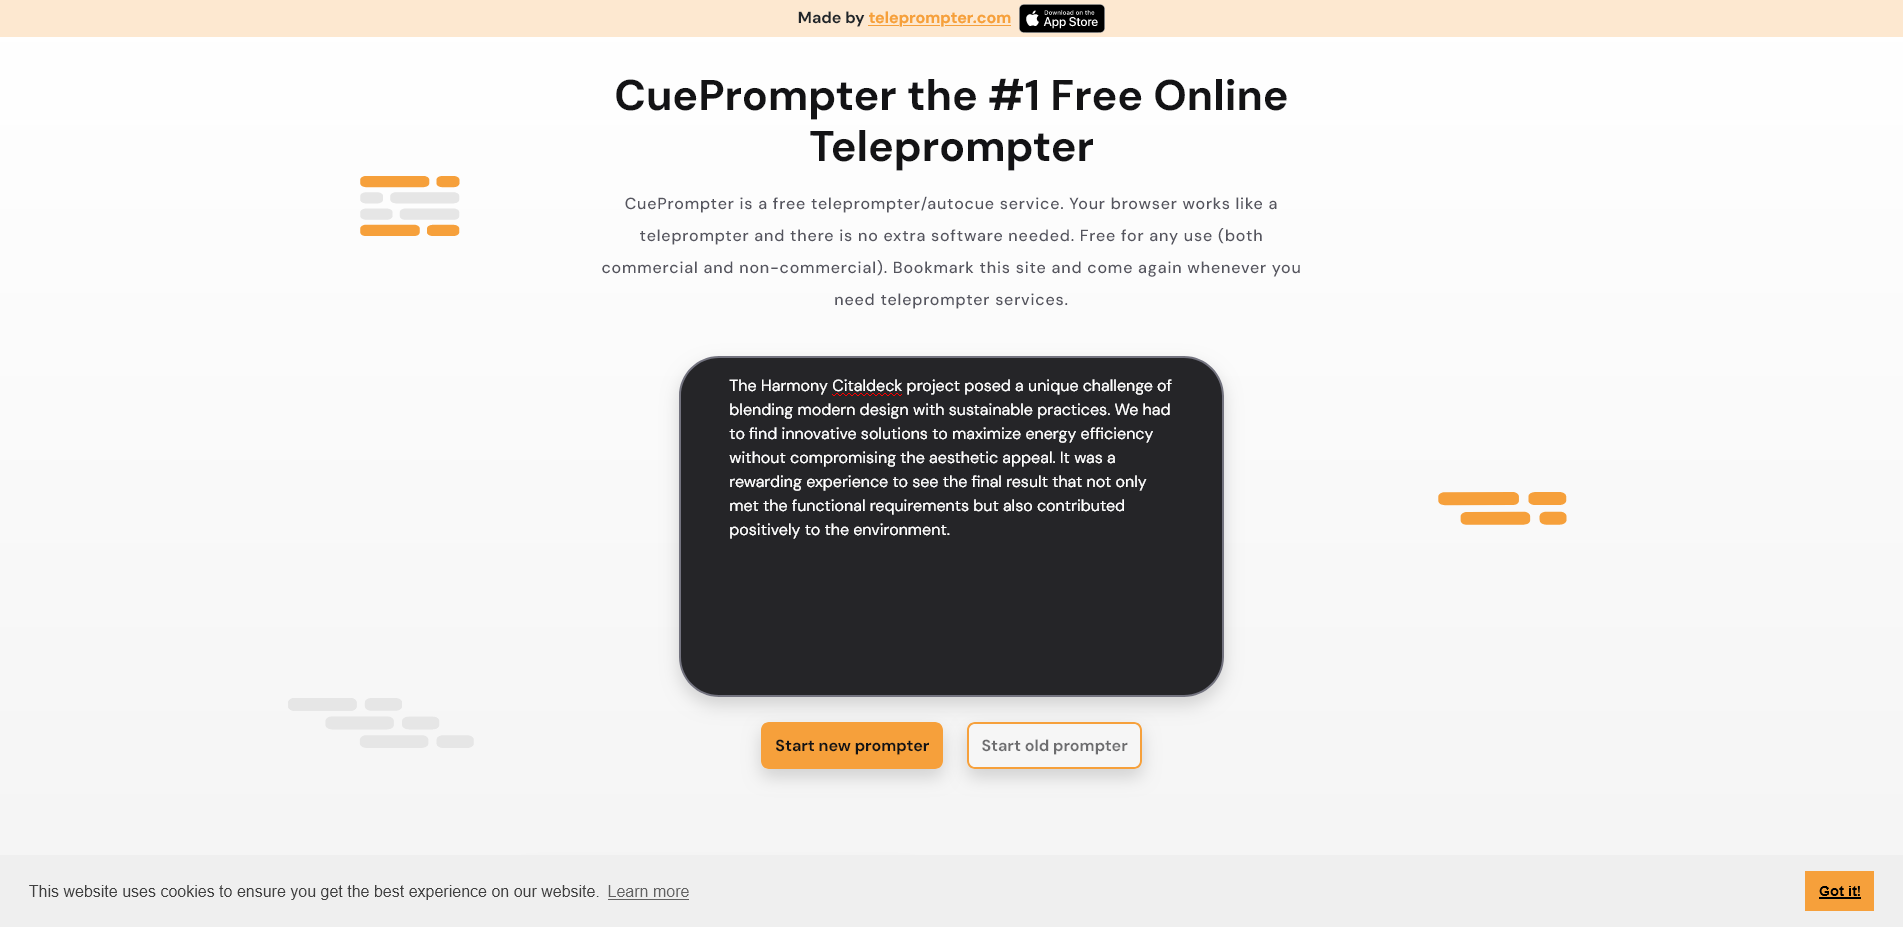 Made by teleprompter.com
Download on the
App Store
CuePrompter the #1 Free Online
Teleprompter
CuePrompter is a free teleprompter/autocue service. Your browser works like a
teleprompter and there is no extra software needed. Free for any use (both
commercial and non-commercial). Bookmark this site and come again whenever you
need teleprompter services.
The Harmony Citaldeck project posed a unique challenge of
blending modern design with sustainable practices. We had
to find innovative solutions to maximize energy efficiency
without compromising the aesthetic appeal. It was a
rewarding experience to see the final result that not only
met the functional requirements but also contributed
positively to the environment.
Start new prompter
Start old prompter
This website uses cookies to ensure you get the best experience on our website. Learn more
Got it!